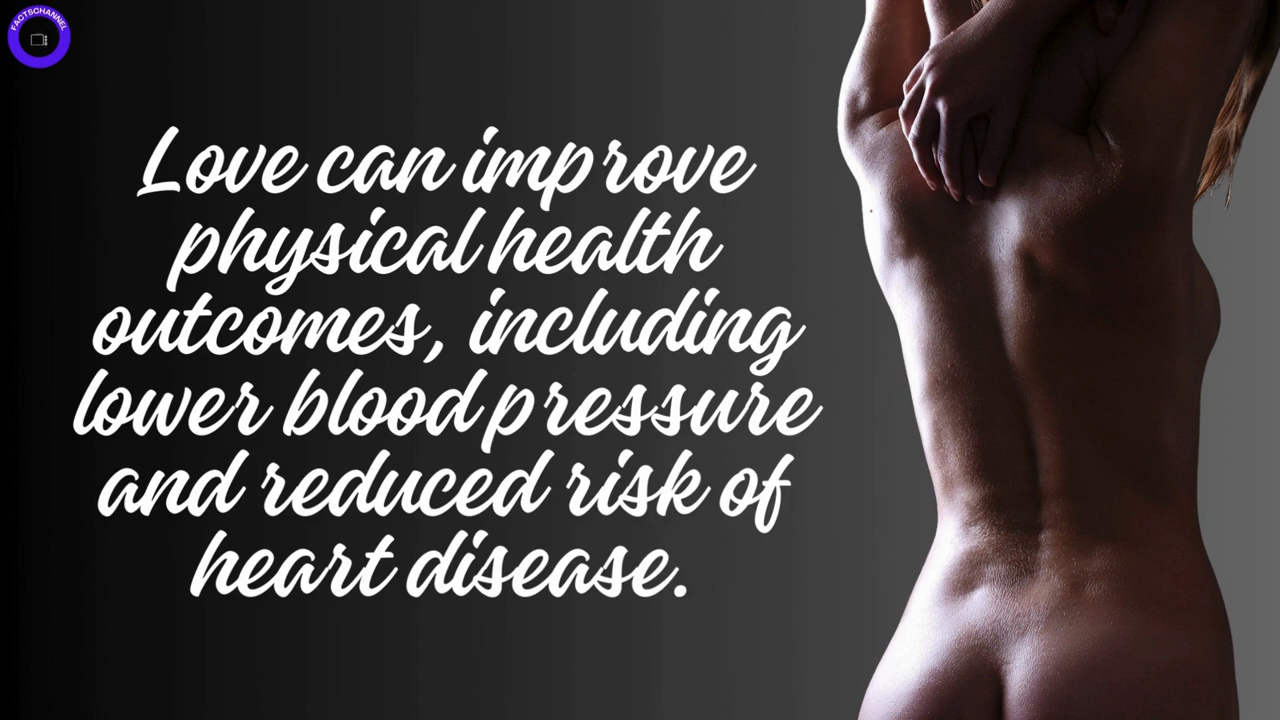 FACTSCHANNEL
Love can improve
physical health
outcomes, including
lower blood pressure
and reduced risk of
heart disease.